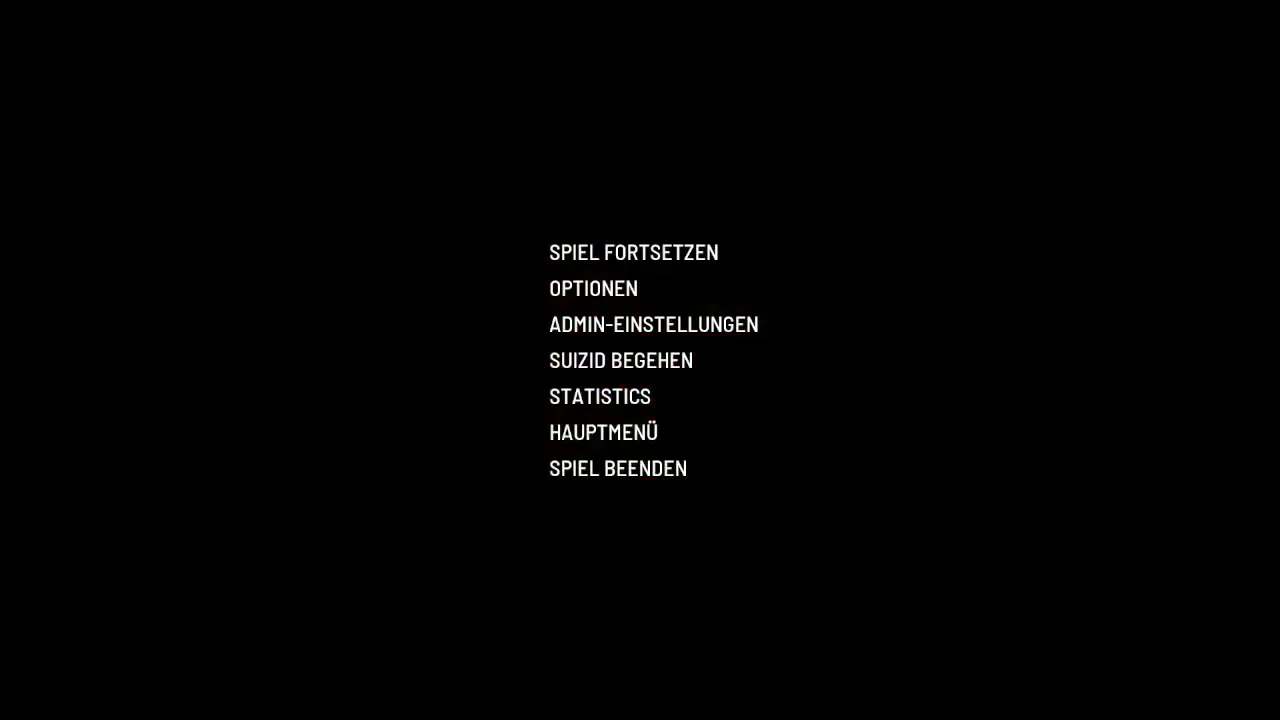 SPIEL FORTSETZEN
OPTIONEN
ADMIN-EINSTELLUNGEN
SUIZID BEGEHEN
STATISTICS
HAUPTMENÜ
SPIEL BEENDEN